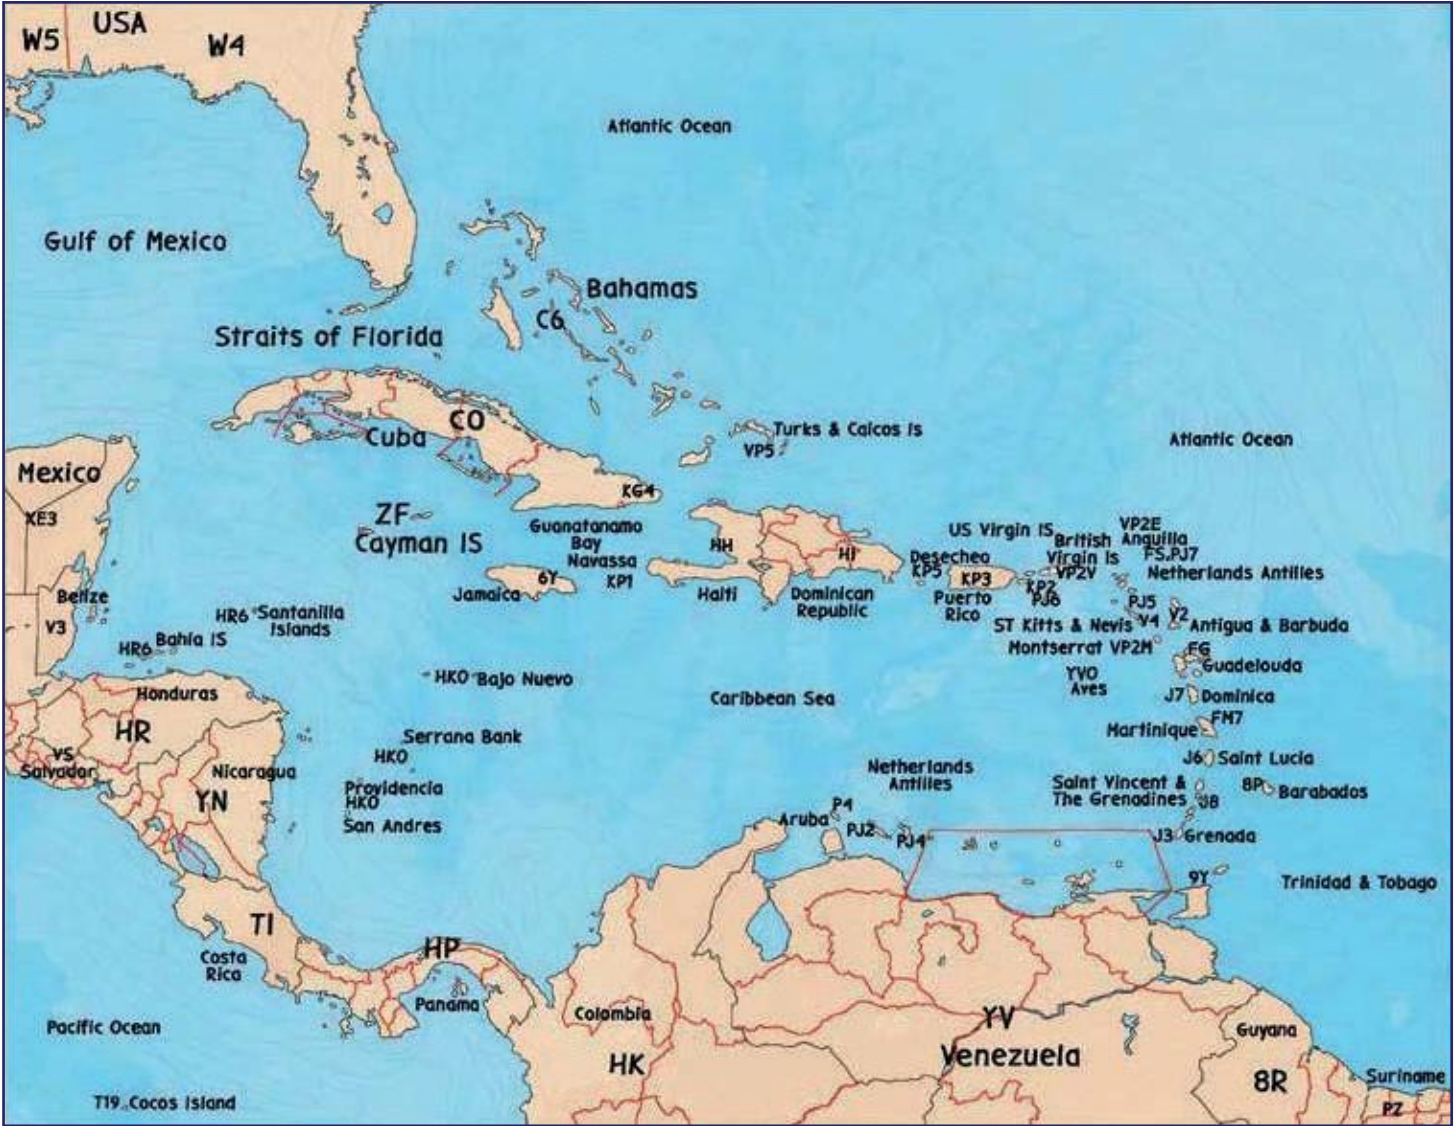 W5
USA
W4
Atlantic Ocean
Gulf of Mexico
Bahamas
C6
Straits of Florida
CO
Cuba
Turks & Caicos Is
VP5
Atlantic Ocean
Mexico
XE3
KG4
ZF
Cayman IS
Guanatanamo
Bay
Navassa
KP1
6Y
Jamaica
HH
Haiti
HI
Dominican
Republic
Desecheo
KP5
KP3
Puerto
Rico
US Virgin IS
British
Virgin Is
VP2V
KP2
PJ6
VP2E
Anquilla
FS.PJ7
Netherlands Antilles
PJ5
V4
V2
ST Kitts & Nevis
Antigua & Barbuda
Montserrat VP2M
FG
Guadelouda
YVO
Aves
J7 Dominica
Martinique
FM7
J6
Saint Lucia
Saint Vincent &
The Grenadines
J8
8P
Barabados
J3 Grenada
9Y
Trinidad & Tobago
Belize
V3
HR6
Santanilla
Islands
HR6
Bahia IS
HKO Bajo Nuevo
Caribbean Sea
Honduras
HR
Serrana Bank
HKO
VS
Salvador
Nicaragua
YN
Providencia
HKO
San Andres
Netherlands
Antilles
P4
Aruba
PJ2
PJ4
TI
Costa
Rica
HP
Panama
Colombia
HK
YV
Venezuela
Guyana
8R
Suriname
PZ
Pacific Ocean
T19 Cocos Island